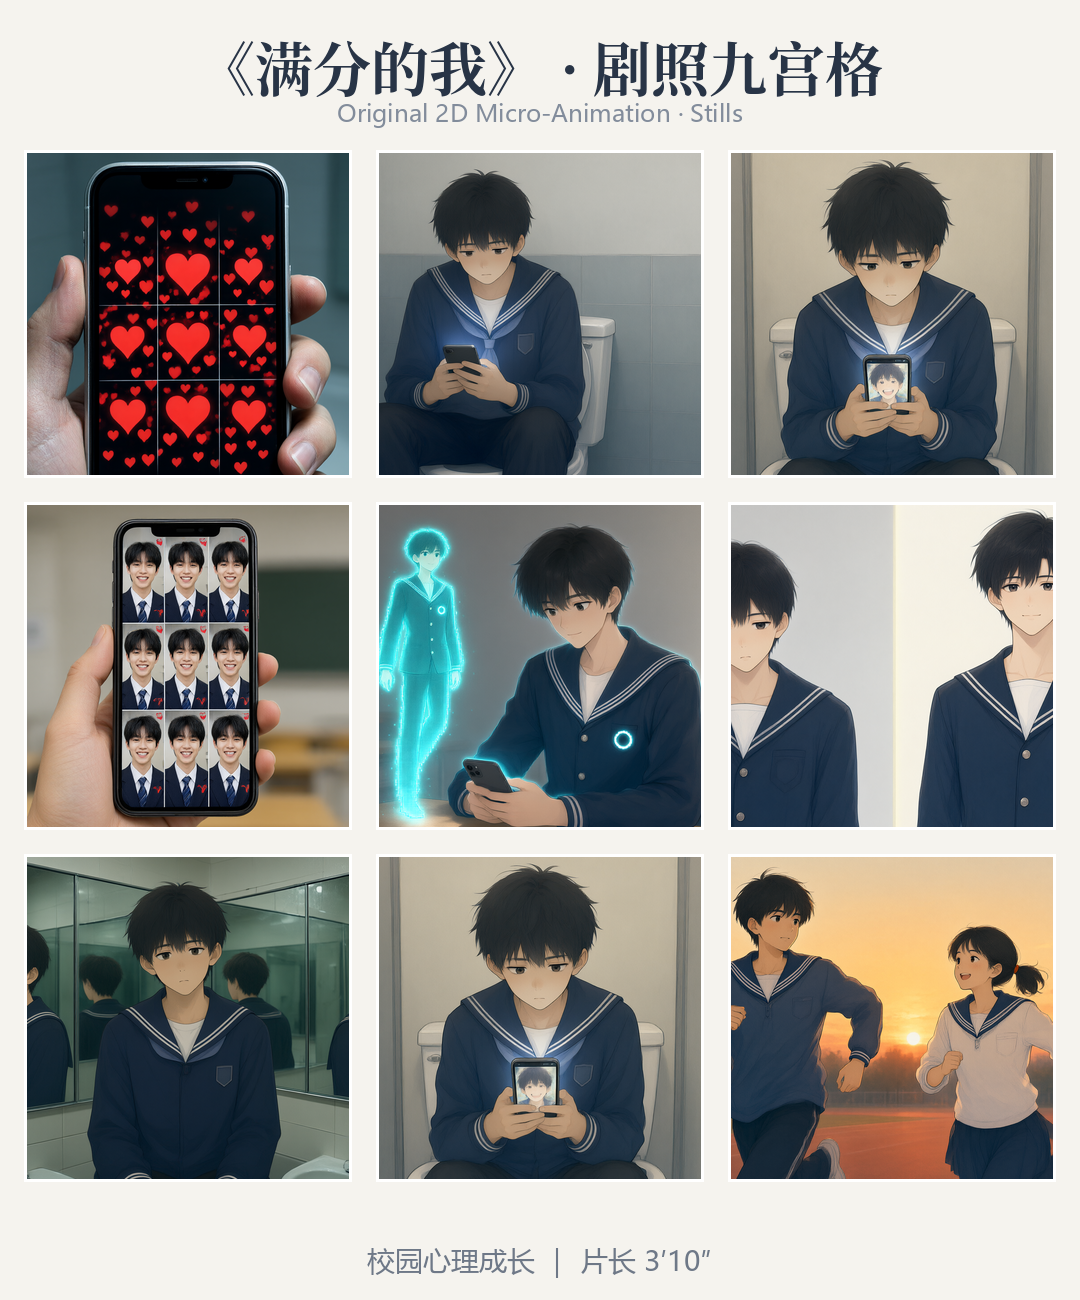 《满分的我》 · 剧照九宫格
Original 2D Micro-Animation · Stills
校园心理成长 ｜ 片长 3′10″